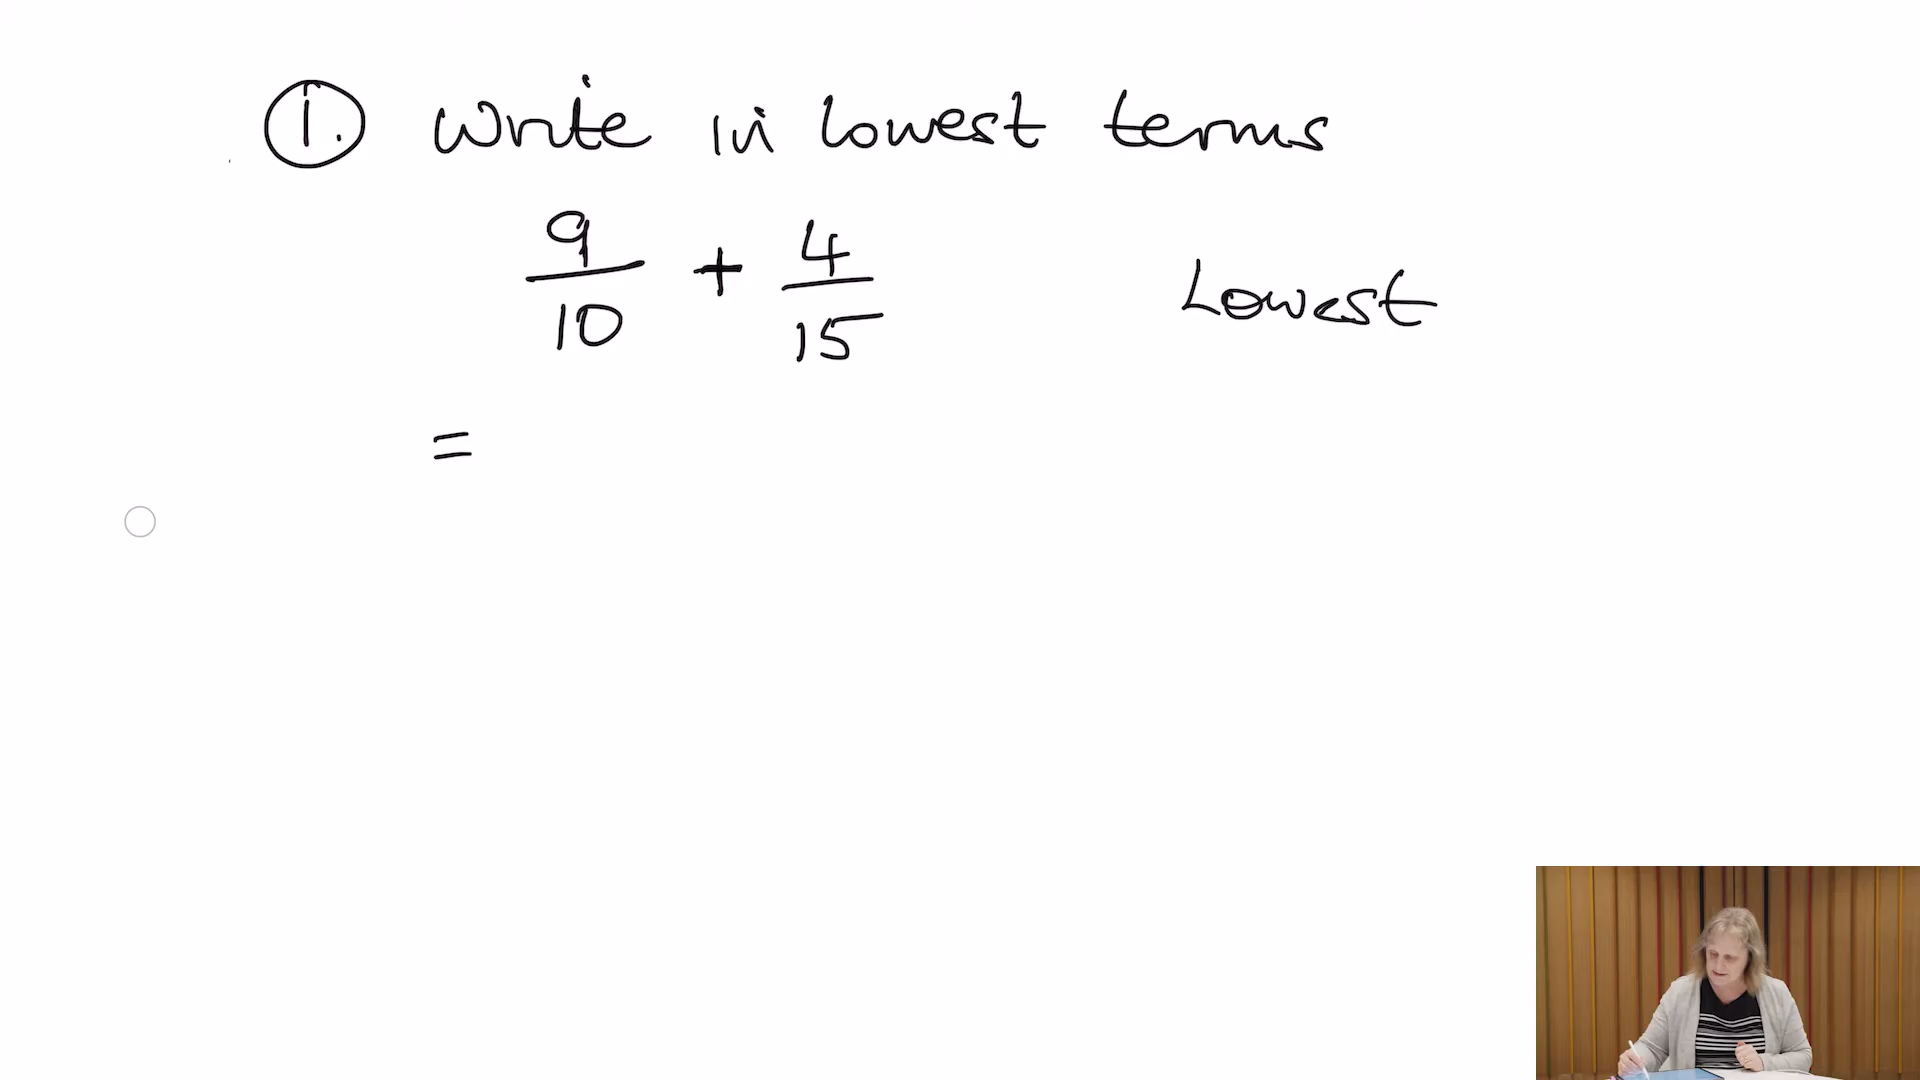 1. Write in lowest terms
9/10 + 4/15
Lowest
=